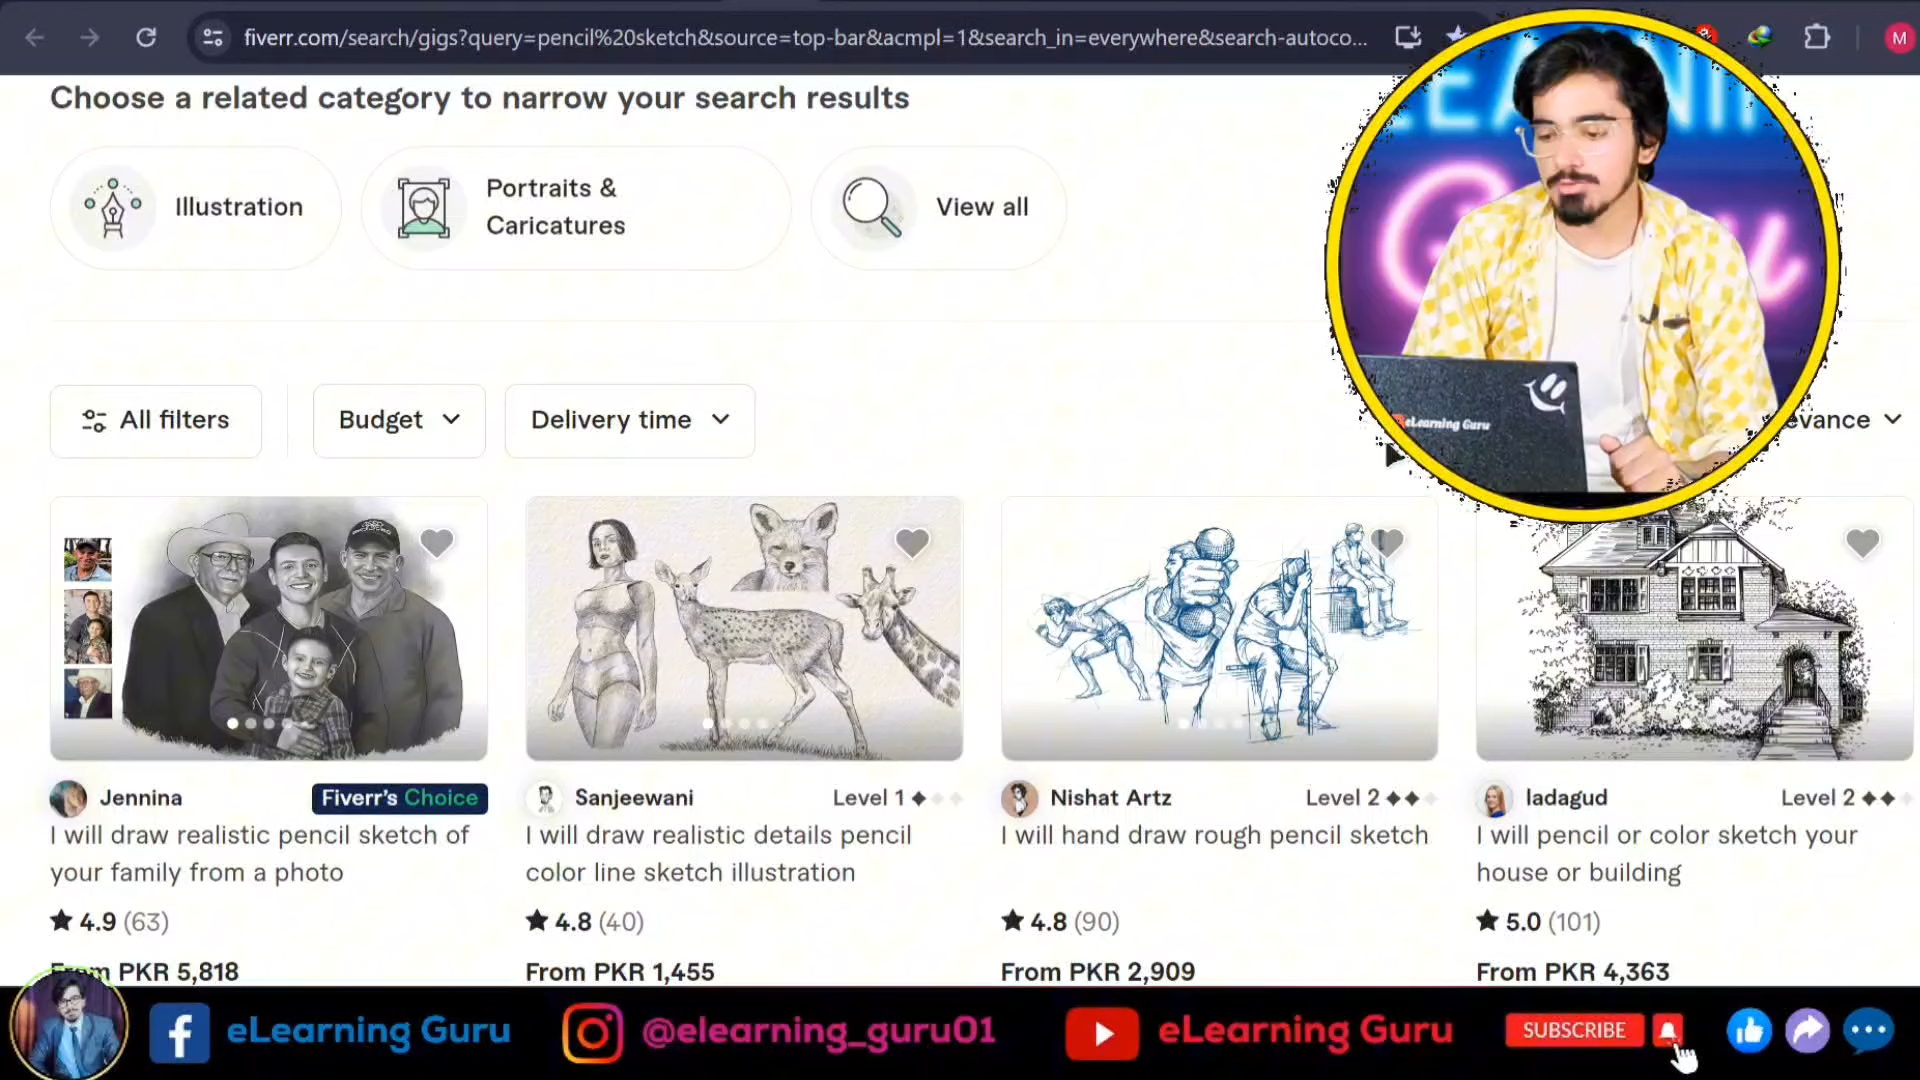 fiverr.com/search/gigs?query=pencil%20sketch&source=top-bar&acmpl=1&search_in=everywhere&search-autoco...
M
Choose a related category to narrow your search results
Illustration
Portraits &
Caricatures
View all
All filters
Budget
Delivery time
evance
eLearning Guru
Jennina
Fiverr's Choice
I will draw realistic pencil sketch of
your family from a photo
4.9 (63)
From PKR 5,818
Sanjeewani
Level 1
I will draw realistic details pencil
color line sketch illustration
4.8 (40)
From PKR 1,455
Nishat Artz
Level 2
I will hand draw rough pencil sketch
4.8 (90)
From PKR 2,909
ladagud
Level 2
I will pencil or color sketch your
house or building
5.0 (101)
From PKR 4,363
eLearning Guru
@elearning_guru01
eLearning Guru
SUBSCRIBE